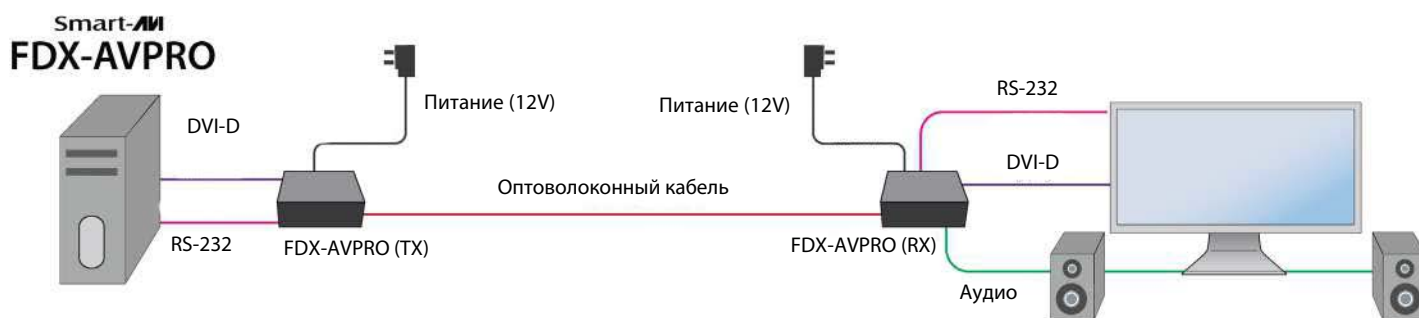 Smart-AVI
FDX-AVPRO
DVI-D
Питание (12V)
Питание (12V)
RS-232
DVI-D
Оптоволоконный кабель
RS-232
FDX-AVPRO (TX)
FDX-AVPRO (RX)
Аудио